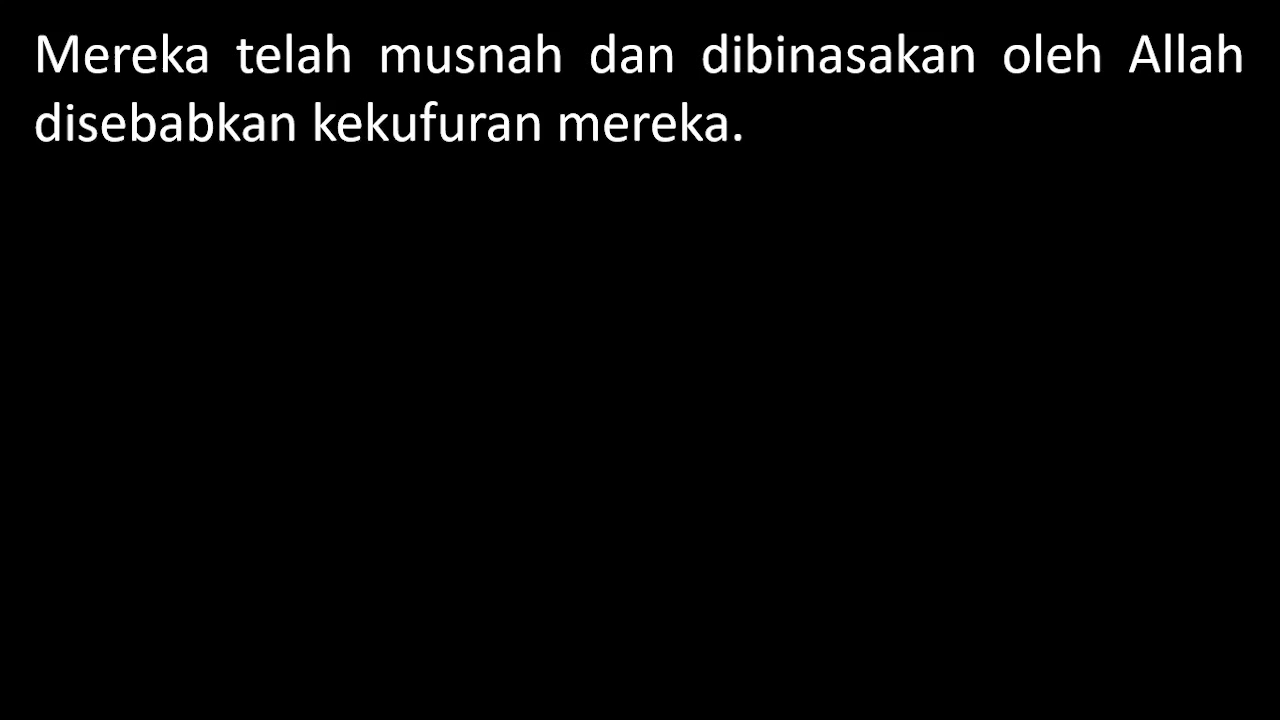 Mereka telah musnah dan dibinasakan oleh Allah
disebabkan kekufuran mereka.